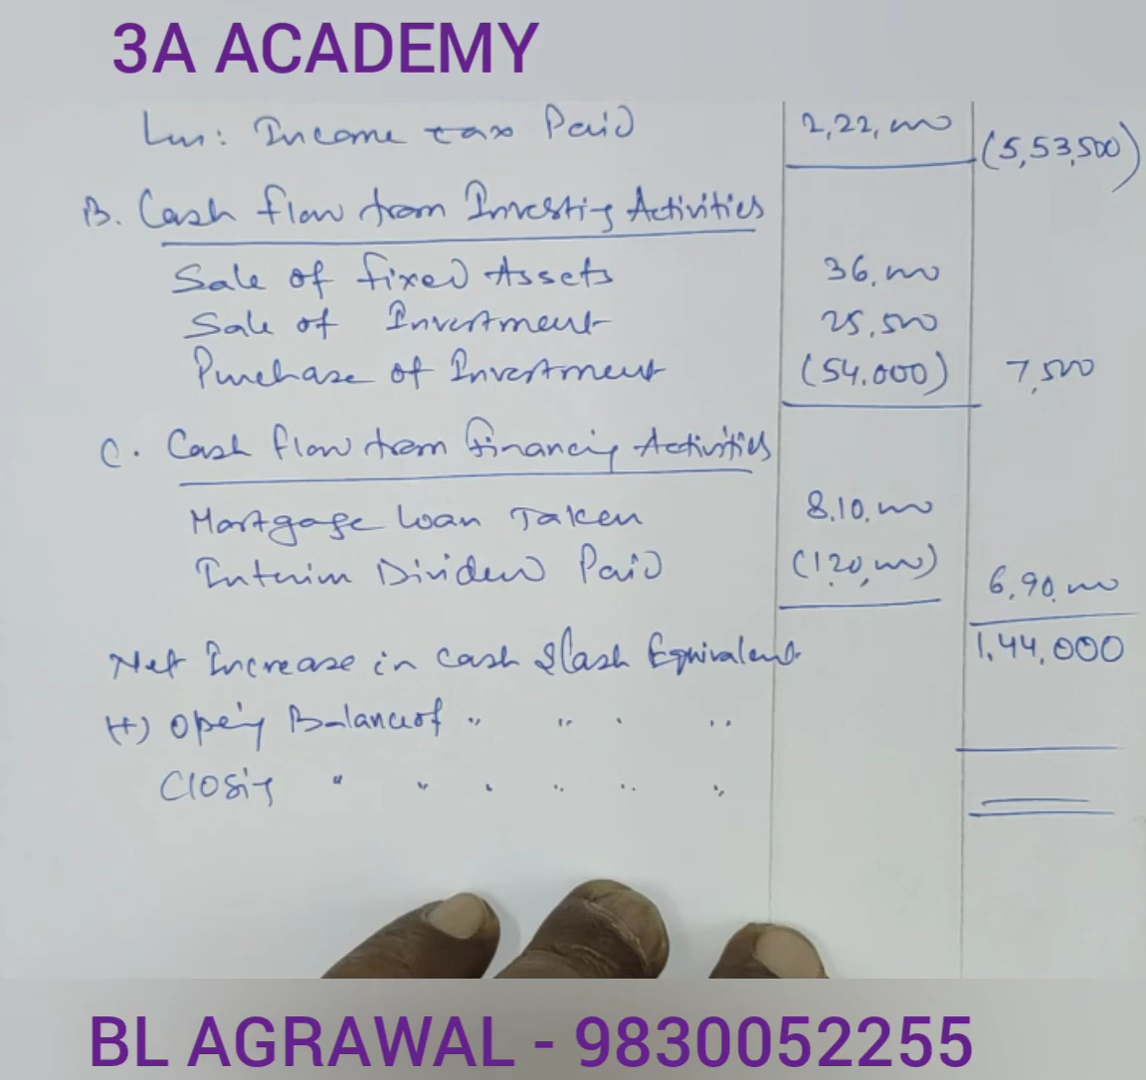 3A ACADEMY
Less: Income tax Paid 2,22,000 (5,53,500)
B. Cash flow from Investing Activities
Sale of fixed Assets 36,000
Sale of Investment 25,500
Purchase of Investment (54,000) 7,500
C. Cash flow from financing Activities
Mortgage Loan Taken 8,10,000
Interim Dividend Paid (1,20,000) 6,90,000
Net Increase in cash & Cash Equivalent 1,44,000
(+) Opening Balance of " " " "
Closing " " " " " "
BL AGRAWAL - 9830052255